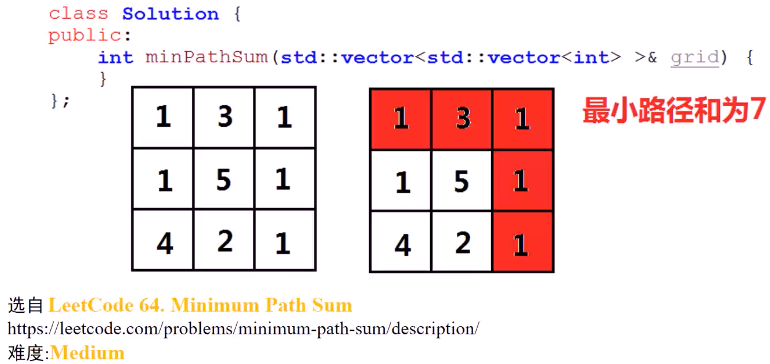 class Solution {
public:
int minPathSum(std::vector<std::vector<int> >& grid) {
}
};
1 3 1 1 3 1
最小路径和为7
1 5 1 1 5 1
4 2 1 4 2 1
选自 LeetCode 64. Minimum Path Sum
https://leetcode.com/problems/minimum-path-sum/description/
难度:Medium